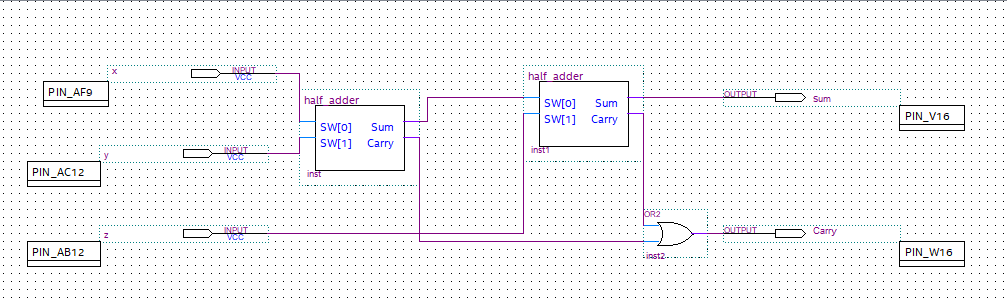 x
INPUT
VCC
PIN_AF9
half_adder
SW[0] Sum
SW[1] Carry
inst
y
INPUT
VCC
PIN_AC12
z
INPUT
VCC
PIN_AB12
half_adder
SW[0] Sum
SW[1] Carry
inst1
OR2
inst2
OUTPUT
Sum
PIN_V16
OUTPUT
Carry
PIN_W16